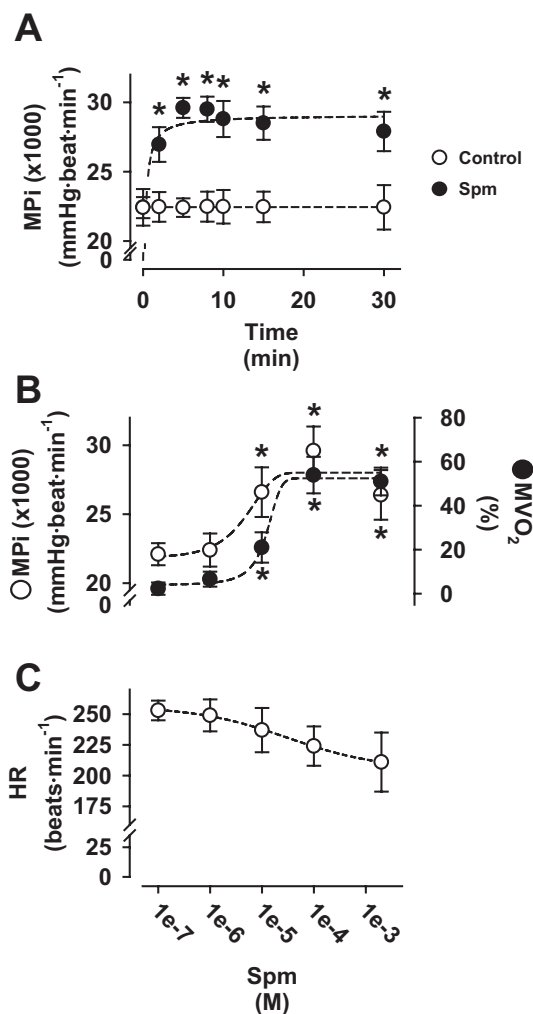 A
MPi (x1000)
(mmHg·beat·min-1)
30
26
22
0
* * * * * *
Control
Spm
0 10 20 30
Time
(min)
B
MPi (x1000)
(mmHg·beat·min-1)
30
25
20
0
* * * * * *
80
60
40
20
0
MVO2
(%)
C
HR
(beats·min-1)
250
225
200
175
25
0
1e-7 1e-6 1e-5 1e-4 1e-3
Spm
(M)